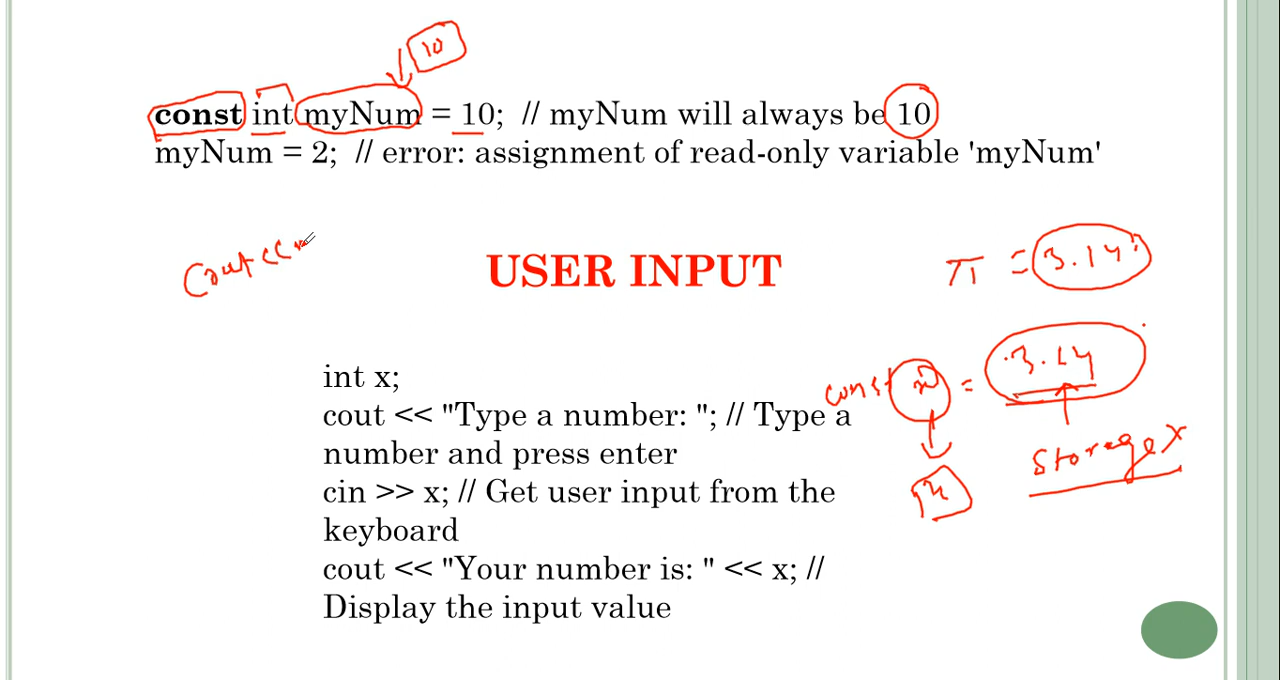 10
const int myNum = 10;  // myNum will always be 10
myNum = 2;  // error: assignment of read-only variable 'myNum'
cout <<
USER INPUT
π = 3.14
int x;
cout << "Type a number: "; // Type a
number and press enter
cin >> x; // Get user input from the
keyboard
cout << "Your number is: " << x; //
Display the input value
const x = 3.14
storage x